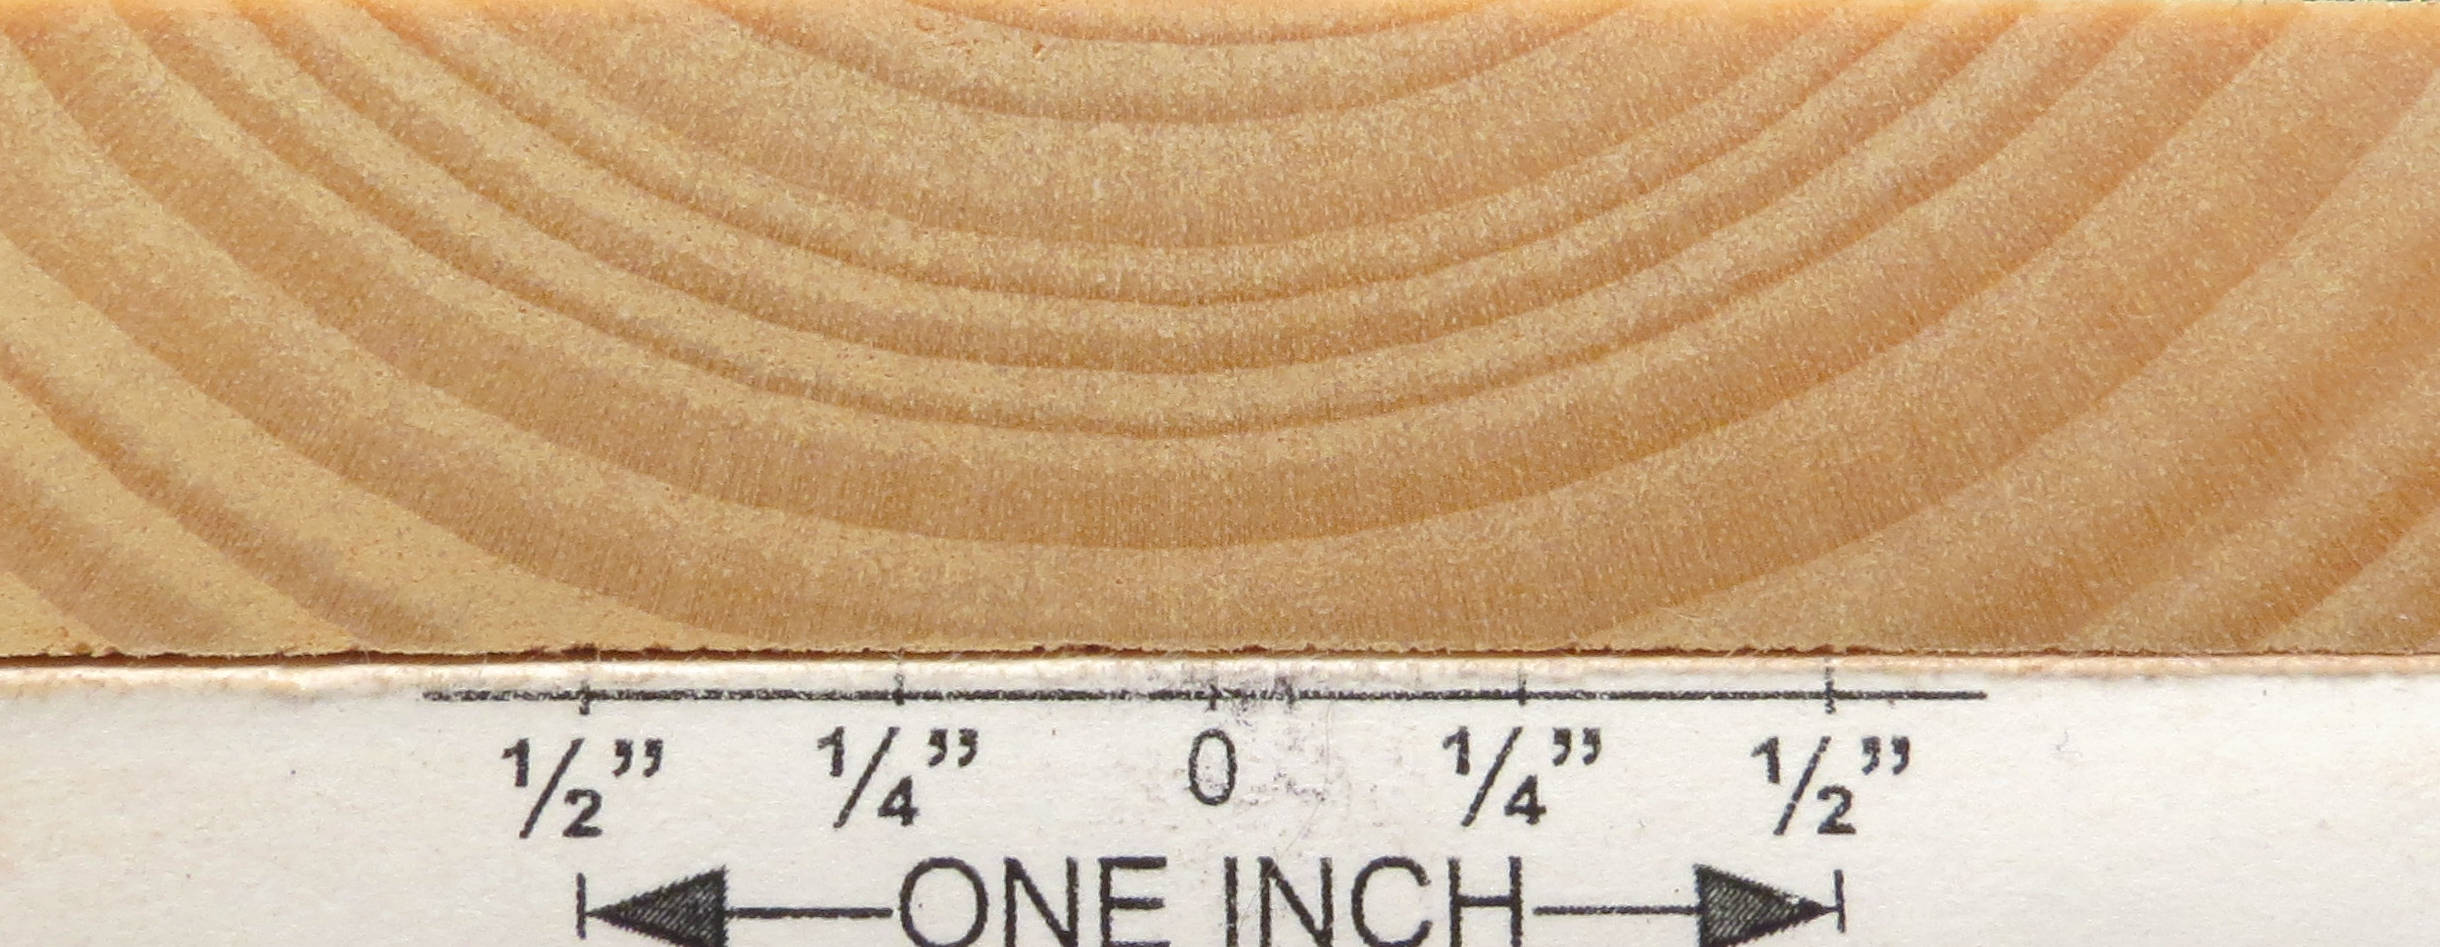 ½” ¼” 0 ¼” ½”
ONE INCH